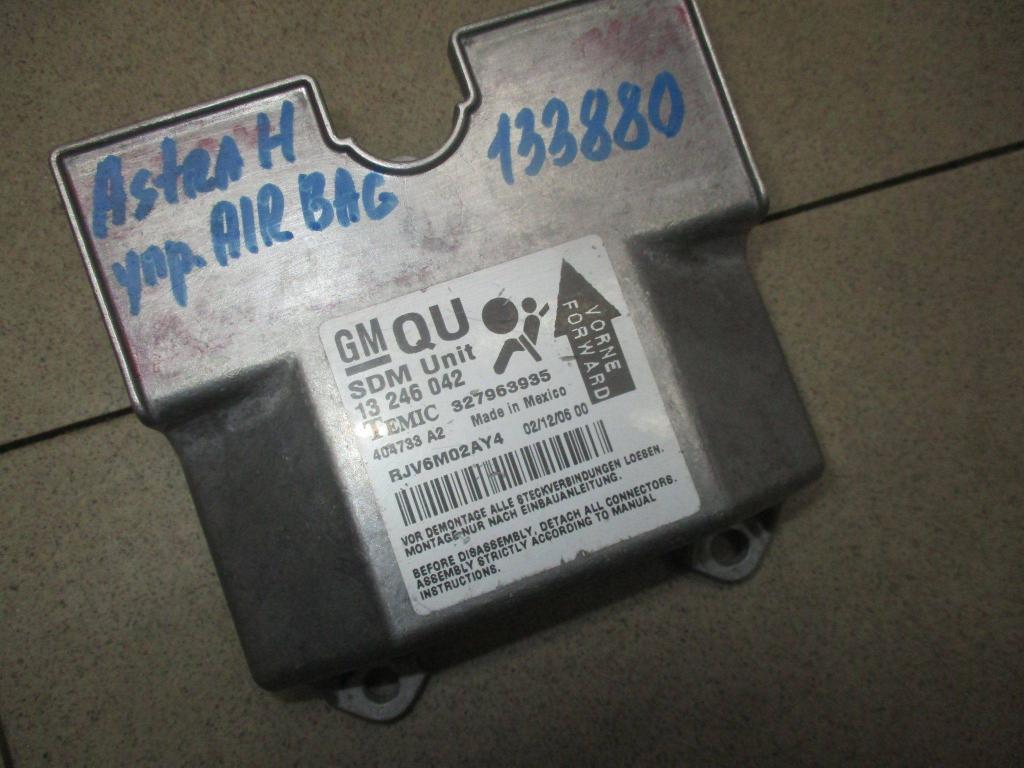 Astra H
упр. AIR BAG
133880
GM QU
SDM Unit
13 246 042
TEMIC 327963935
404733 A2 Made in Mexico
RJV6M02AY4 02/12/06 00
VORNE
FORWARD
VOR DEMONTAGE ALLE STECKVERBINDUNGEN LOESEN.
MONTAGE NUR NACH EINBAUANLEITUNG.
BEFORE DISASSEMBLY, DETACH ALL CONNECTORS.
ASSEMBLY STRICTLY ACCORDING TO MANUAL
INSTRUCTIONS.